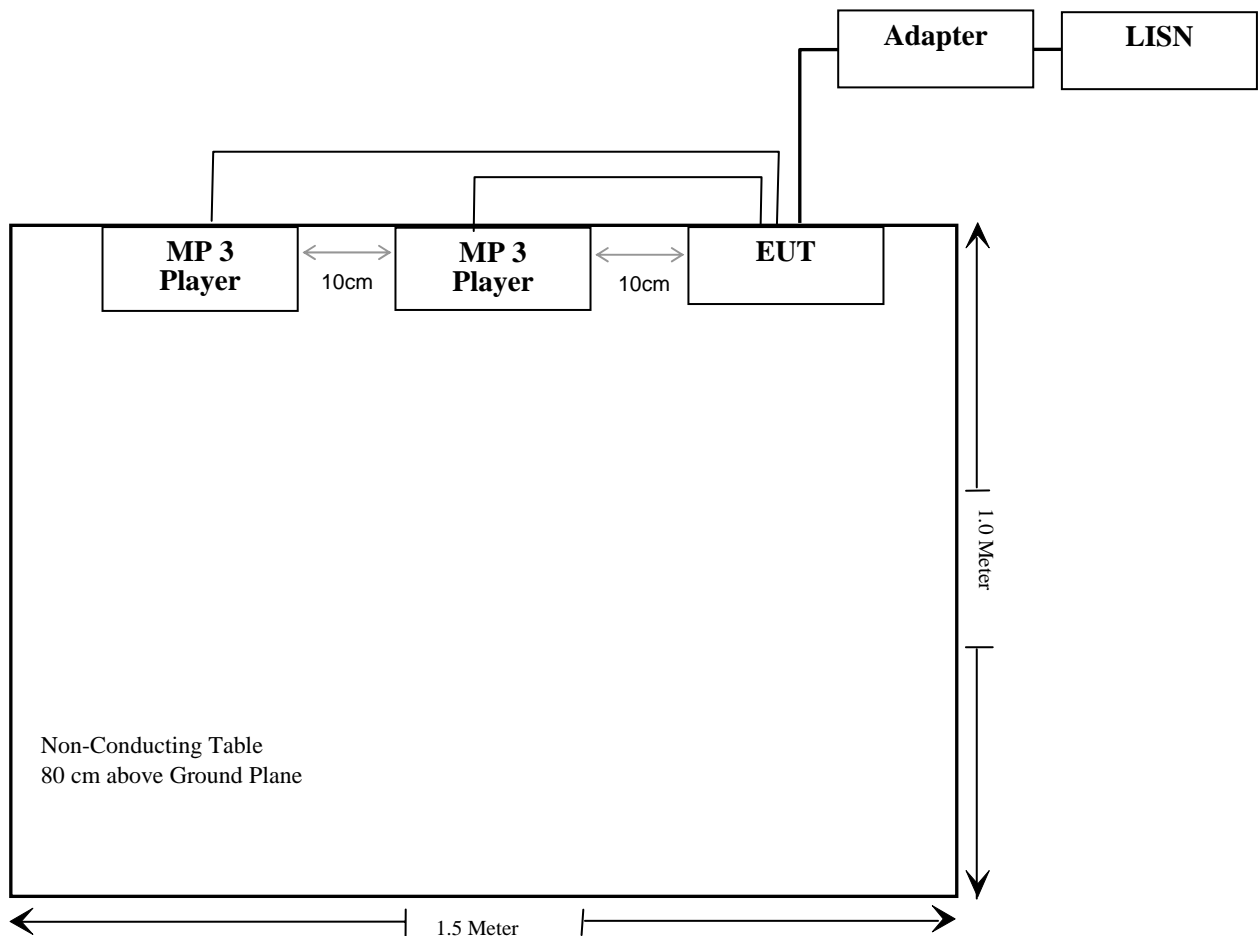 Adapter
LISN
MP 3
Player
10cm
MP 3
Player
10cm
EUT
1.0 Meter
Non-Conducting Table
80 cm above Ground Plane
1.5 Meter